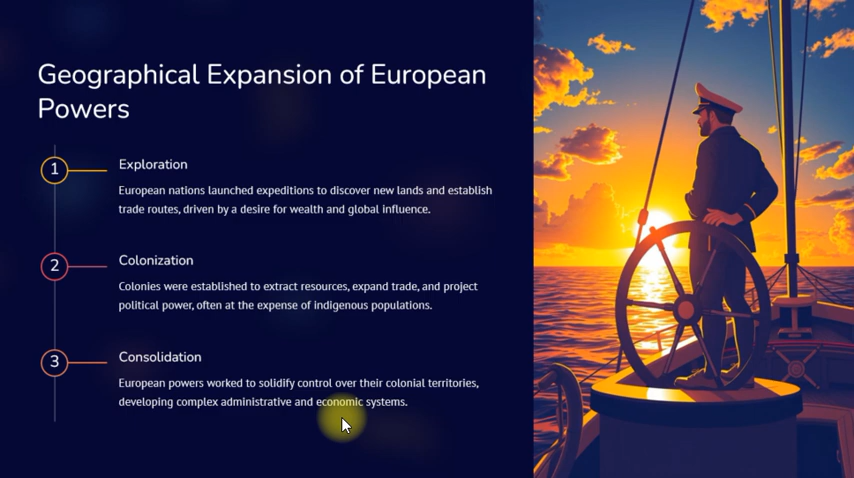 Geographical Expansion of European
Powers
1
Exploration
European nations launched expeditions to discover new lands and establish
trade routes, driven by a desire for wealth and global influence.
2
Colonization
Colonies were established to extract resources, expand trade, and project
political power, often at the expense of indigenous populations.
3
Consolidation
European powers worked to solidify control over their colonial territories,
developing complex administrative and economic systems.